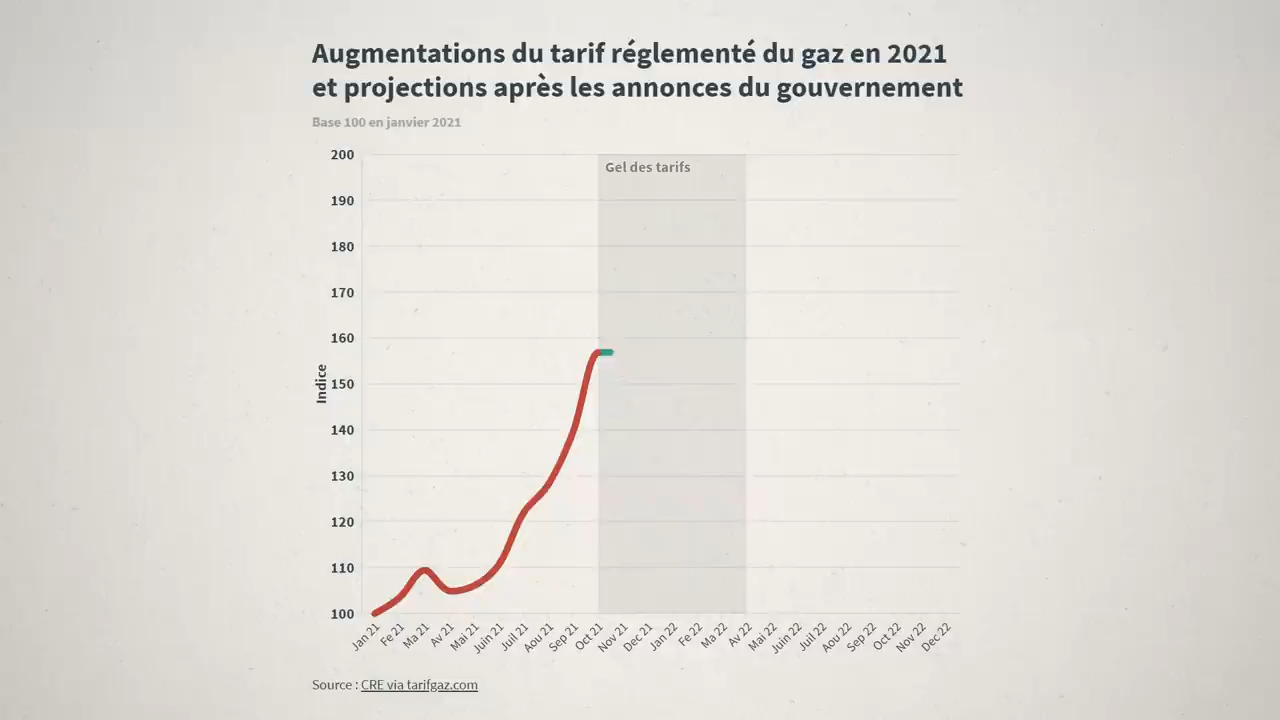 Augmentations du tarif réglementé du gaz en 2021
et projections après les annonces du gouvernement
Base 100 en janvier 2021
200
Gel des tarifs
190
180
170
160
Indice
150
140
130
120
110
100
Jan 21
Fe 21
Ma 21
Av 21
Mai 21
Juin 21
Juil 21
Aou 21
Sep 21
Oct 21
Nov 21
Dec 21
Jan 22
Fe 22
Ma 22
Av 22
Mai 22
Juin 22
Juil 22
Aou 22
Sep 22
Oct 22
Nov 22
Dec 22
Source : CRE via tarifgaz.com